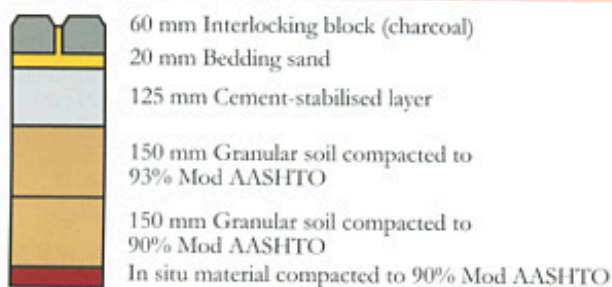 60 mm Interlocking block (charcoal)
20 mm Bedding sand
125 mm Cement-stabilised layer
150 mm Granular soil compacted to
93% Mod AASHTO
150 mm Granular soil compacted to
90% Mod AASHTO
In situ material compacted to 90% Mod AASHTO